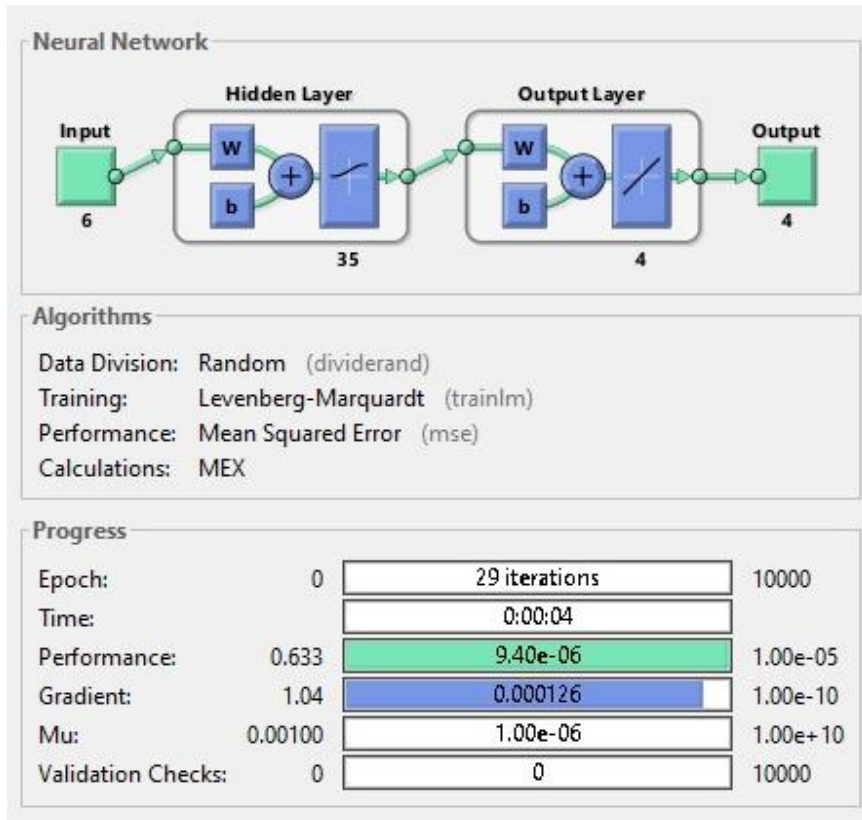 Neural Network
Hidden Layer
Output Layer
Input
Output
W
b
+
W
b
+
6
35
4
4
Algorithms
Data Division: Random (dividerand)
Training: Levenberg-Marquardt (trainlm)
Performance: Mean Squared Error (mse)
Calculations: MEX
Progress
Epoch: 0 29 iterations 10000
Time: 0:00:04
Performance: 0.633 9.40e-06 1.00e-05
Gradient: 1.04 0.000126 1.00e-10
Mu: 0.00100 1.00e-06 1.00e+10
Validation Checks: 0 0 10000